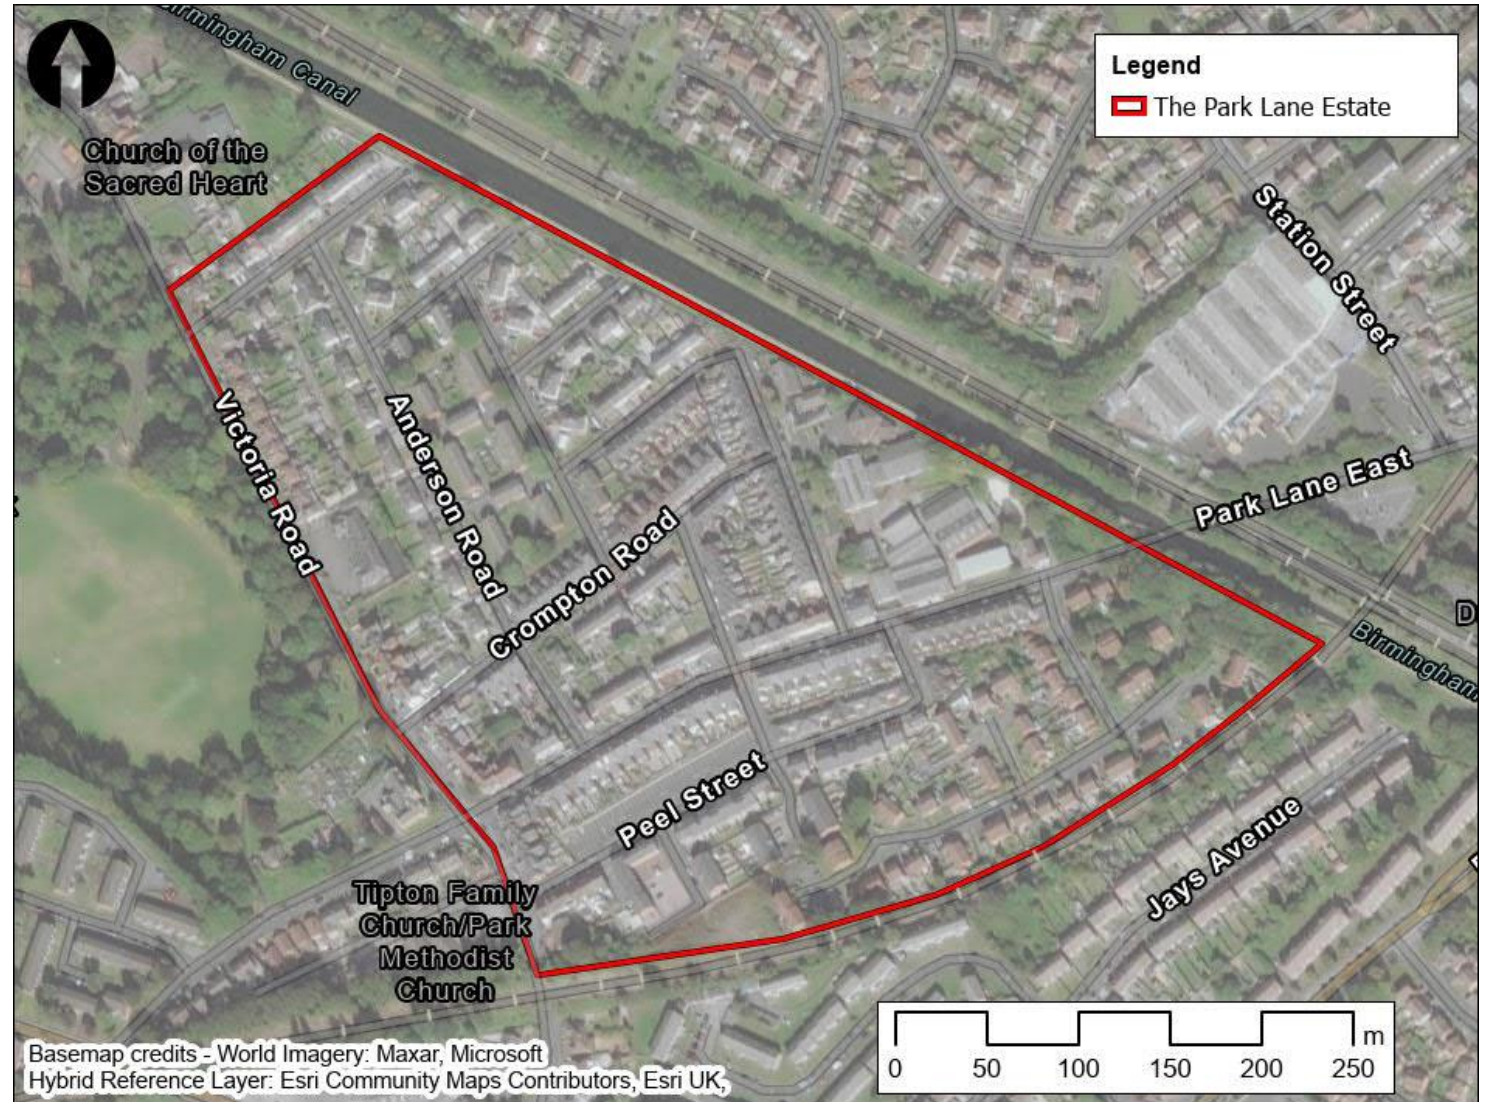 Birmingham Canal
Legend
The Park Lane Estate
Church of the
Sacred Heart
Station Street
Victoria Road
Anderson Road
Crompton Road
Park Lane East
Birmingham
Peel Street
Jays Avenue
Tipton Family
Church/Park
Methodist
Church
m
0 50 100 150 200 250
Basemap credits - World Imagery: Maxar, Microsoft
Hybrid Reference Layer: Esri Community Maps Contributors, Esri UK,